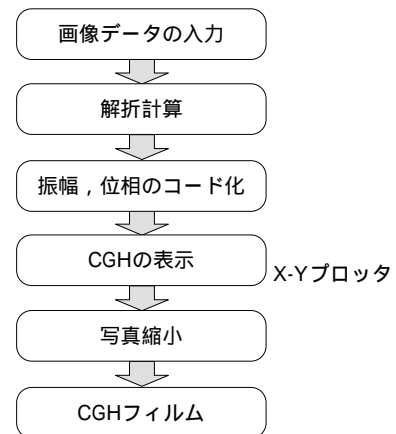 画像データの入力
解折計算
振幅，位相のコード化
CGHの表示
X-Yプロッタ
写真縮小
CGHフィルム